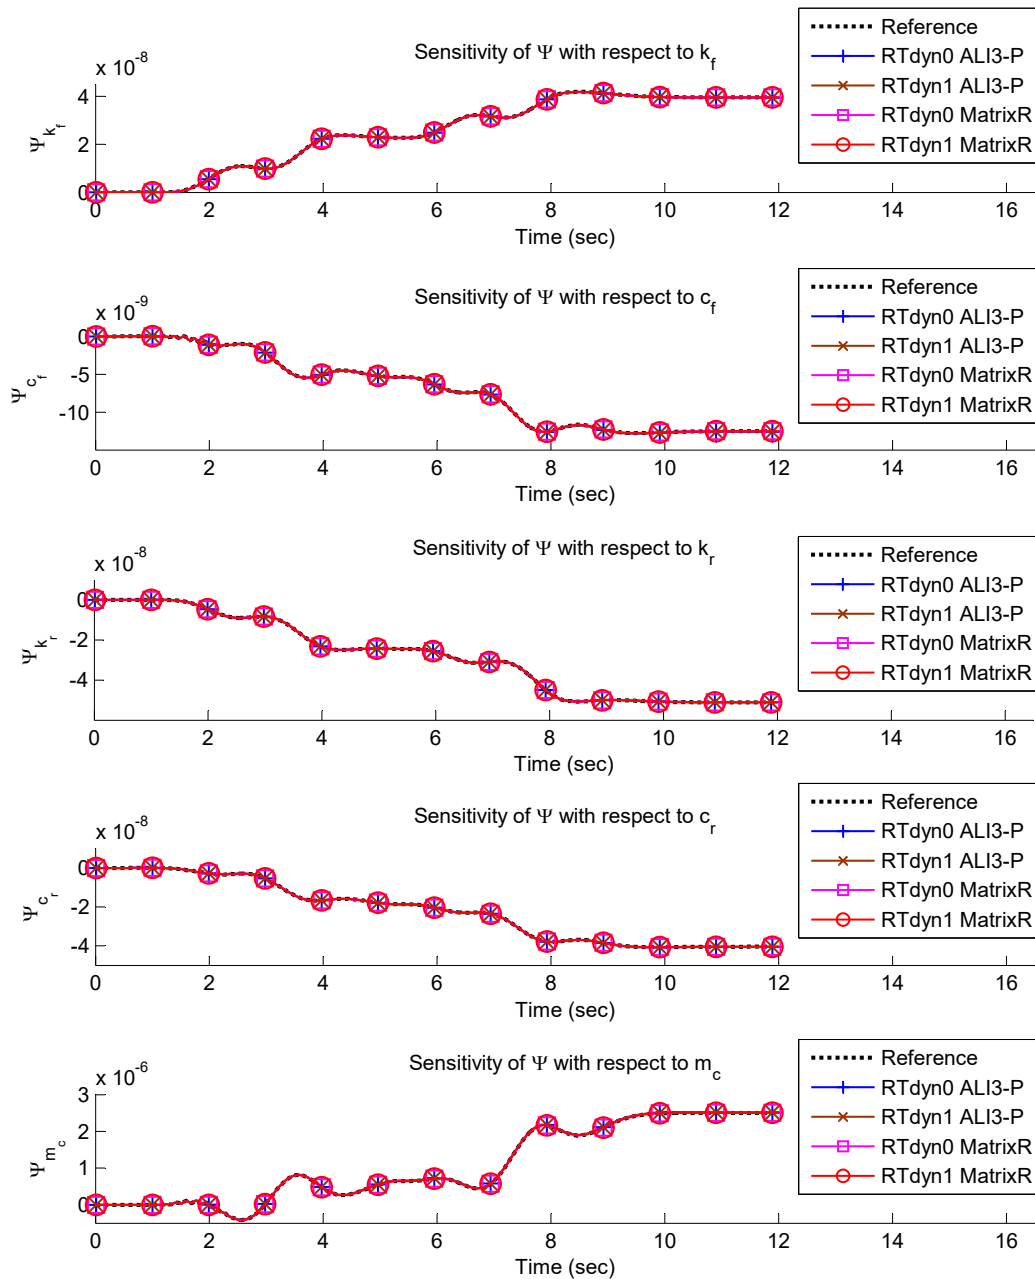 Sensitivity of Ψ with respect to k_f
x 10^-8
Ψ_k_f
4
2
0
0 2 4 6 8 10 12 14 16
Time (sec)
Reference
RTdyn0 ALI3-P
RTdyn1 ALI3-P
RTdyn0 MatrixR
RTdyn1 MatrixR
Sensitivity of Ψ with respect to c_f
x 10^-9
Ψ_c_f
0
-5
-10
0 2 4 6 8 10 12 14 16
Time (sec)
Reference
RTdyn0 ALI3-P
RTdyn1 ALI3-P
RTdyn0 MatrixR
RTdyn1 MatrixR
Sensitivity of Ψ with respect to k_r
x 10^-8
Ψ_k_r
0
-2
-4
0 2 4 6 8 10 12 14 16
Time (sec)
Reference
RTdyn0 ALI3-P
RTdyn1 ALI3-P
RTdyn0 MatrixR
RTdyn1 MatrixR
Sensitivity of Ψ with respect to c_r
x 10^-8
Ψ_c_r
0
-2
-4
0 2 4 6 8 10 12 14 16
Time (sec)
Reference
RTdyn0 ALI3-P
RTdyn1 ALI3-P
RTdyn0 MatrixR
RTdyn1 MatrixR
Sensitivity of Ψ with respect to m_c
x 10^-6
Ψ_m_c
3
2
1
0
0 2 4 6 8 10 12 14 16
Time (sec)
Reference
RTdyn0 ALI3-P
RTdyn1 ALI3-P
RTdyn0 MatrixR
RTdyn1 MatrixR